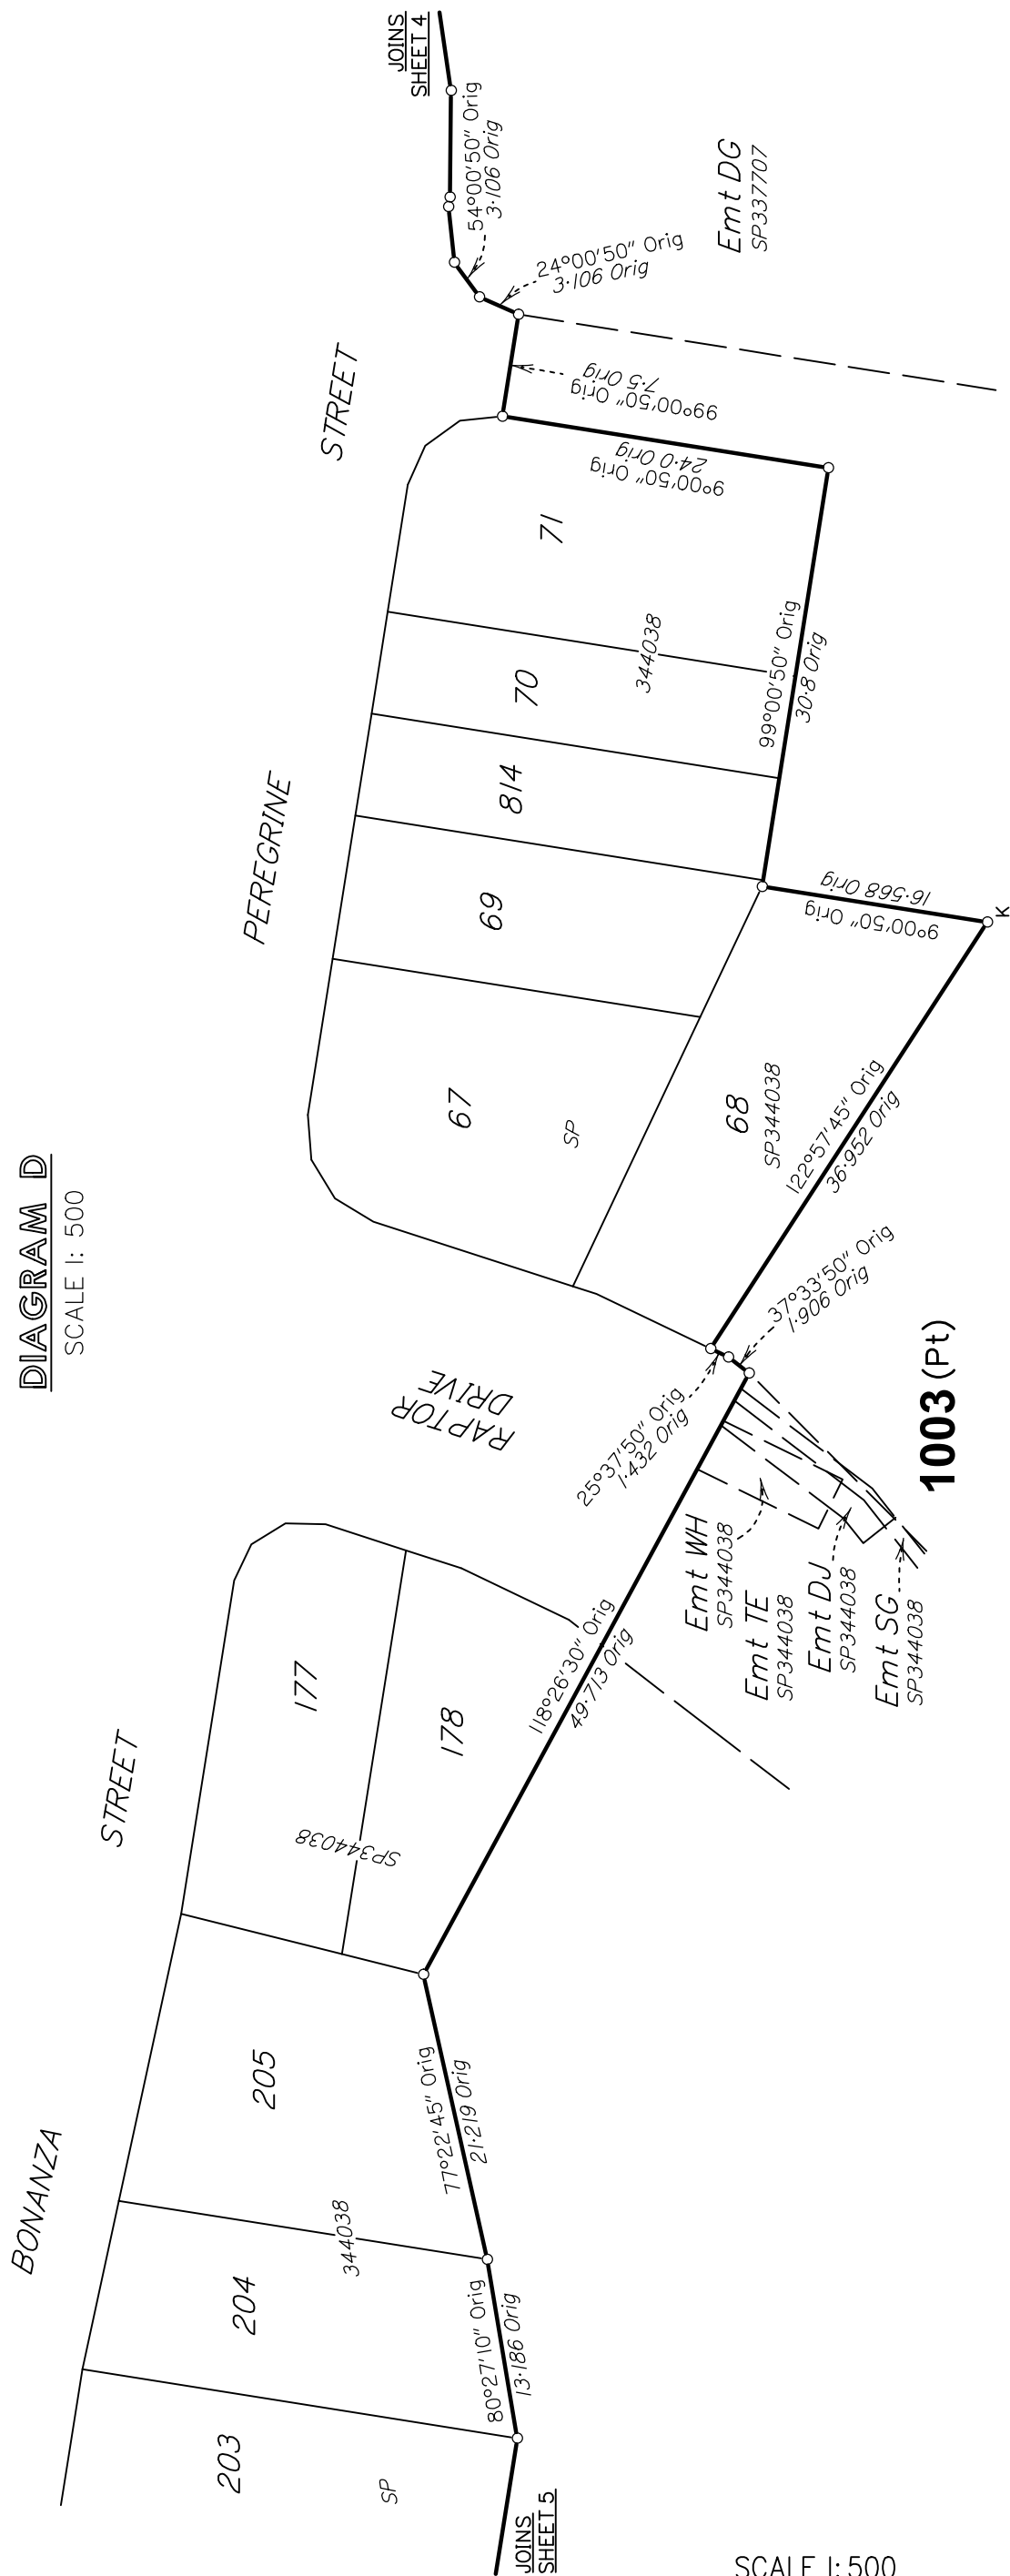 DIAGRAM D
SCALE 1: 500
JOINS
SHEET 5
203
SP
204
344038
205
BONANZA
STREET
80°27'10" Orig
13·186 Orig
77°22'45" Orig
21·219 Orig
177
178
SP344038
118°26'30" Orig
49·713 Orig
RAPTOR
DRIVE
Emt WH
SP344038
Emt TE
SP344038
Emt DJ
SP344038
Emt SG
SP344038
1003 (Pt)
25°37'50" Orig
1·432 Orig
37°33'50" Orig
1·906 Orig
67
SP
68
SP344038
122°57'45" Orig
36·952 Orig
K
9°00'50" Orig
16·568 Orig
PEREGRINE
STREET
69
814
70
344038
71
99°00'50" Orig
30·8 Orig
9°00'50" Orig
24·0 Orig
99°00'50" Orig
7·5 Orig
24°00'50" Orig
3·106 Orig
54°00'50" Orig
3·106 Orig
Emt DG
SP337707
JOINS
SHEET 4
SCALE 1: 500